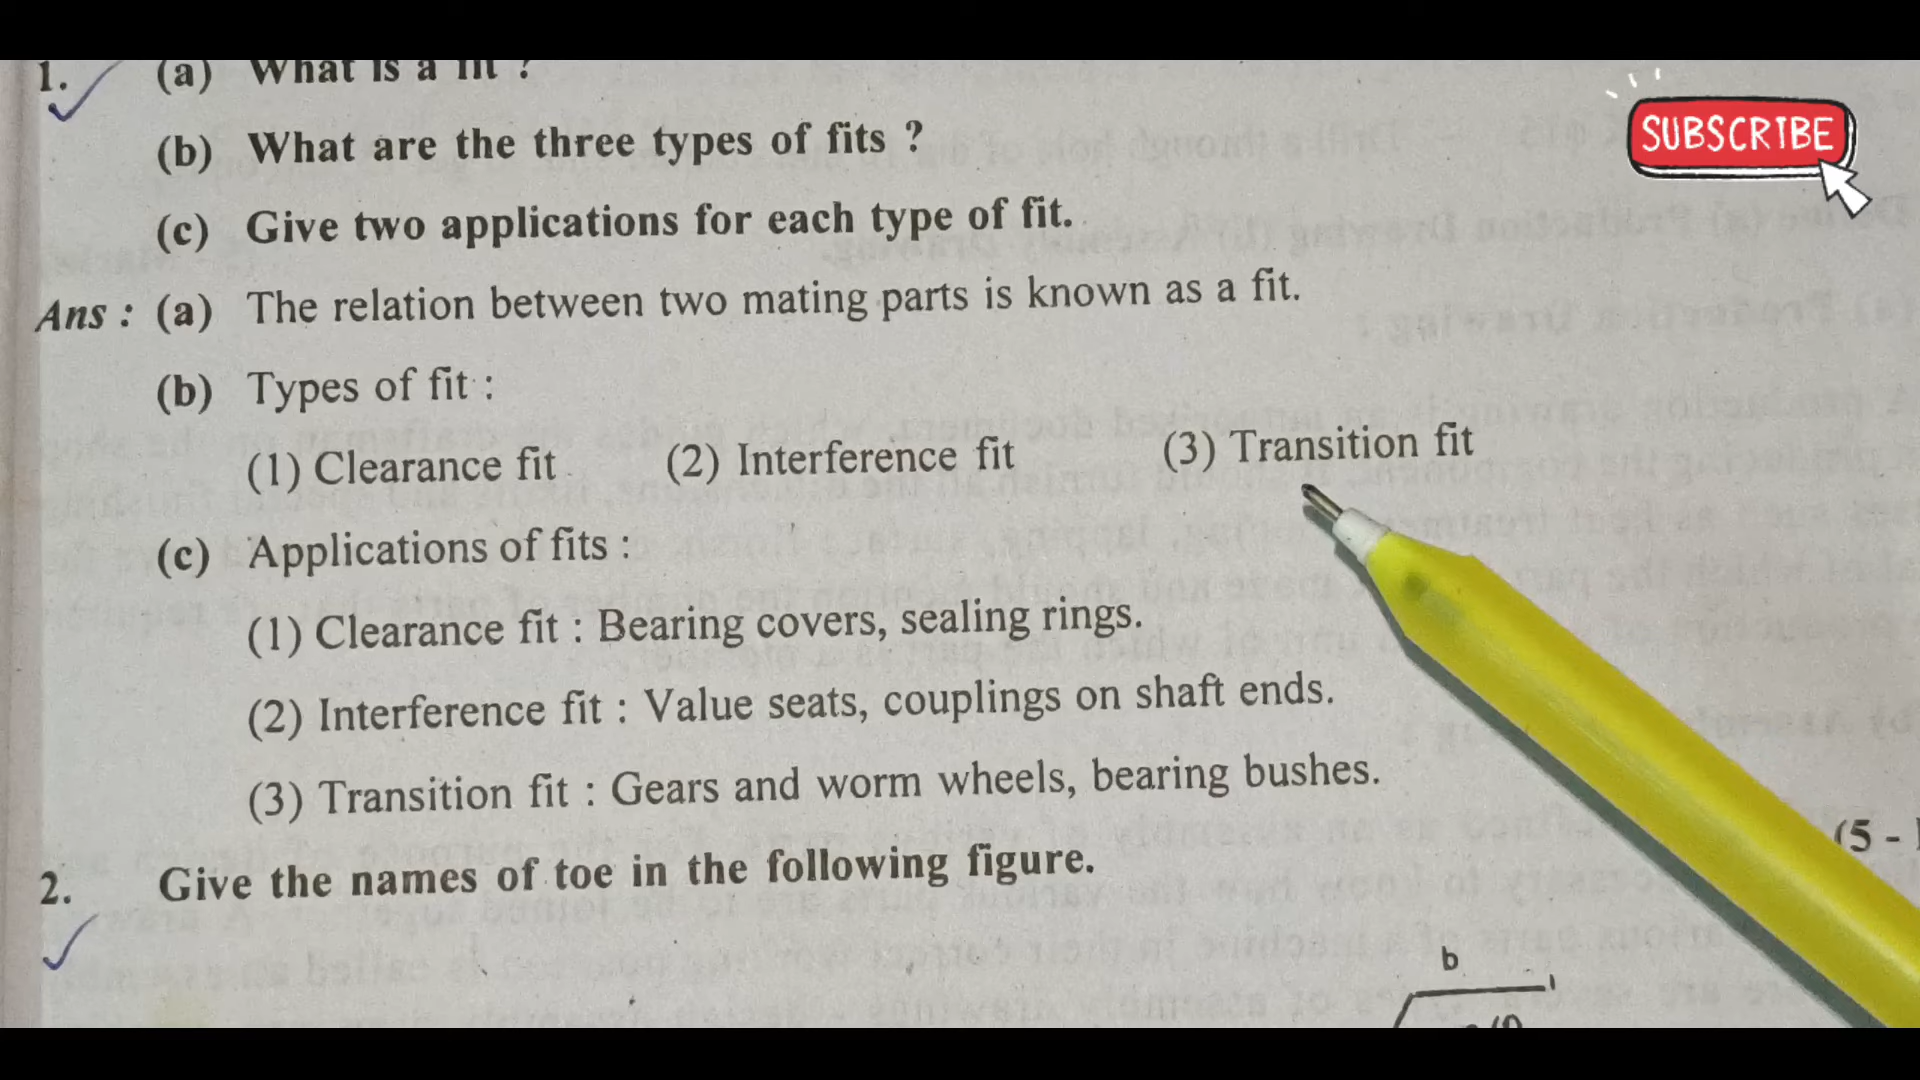 1. (a) What is a fit ?
(b) What are the three types of fits ?
(c) Give two applications for each type of fit.
Ans : (a) The relation between two mating parts is known as a fit.
(b) Types of fit :
(1) Clearance fit (2) Interference fit (3) Transition fit
(c) Applications of fits :
(1) Clearance fit : Bearing covers, sealing rings.
(2) Interference fit : Value seats, couplings on shaft ends.
(3) Transition fit : Gears and worm wheels, bearing bushes.
(5 -
2. Give the names of toe in the following figure.
b
SUBSCRIBE